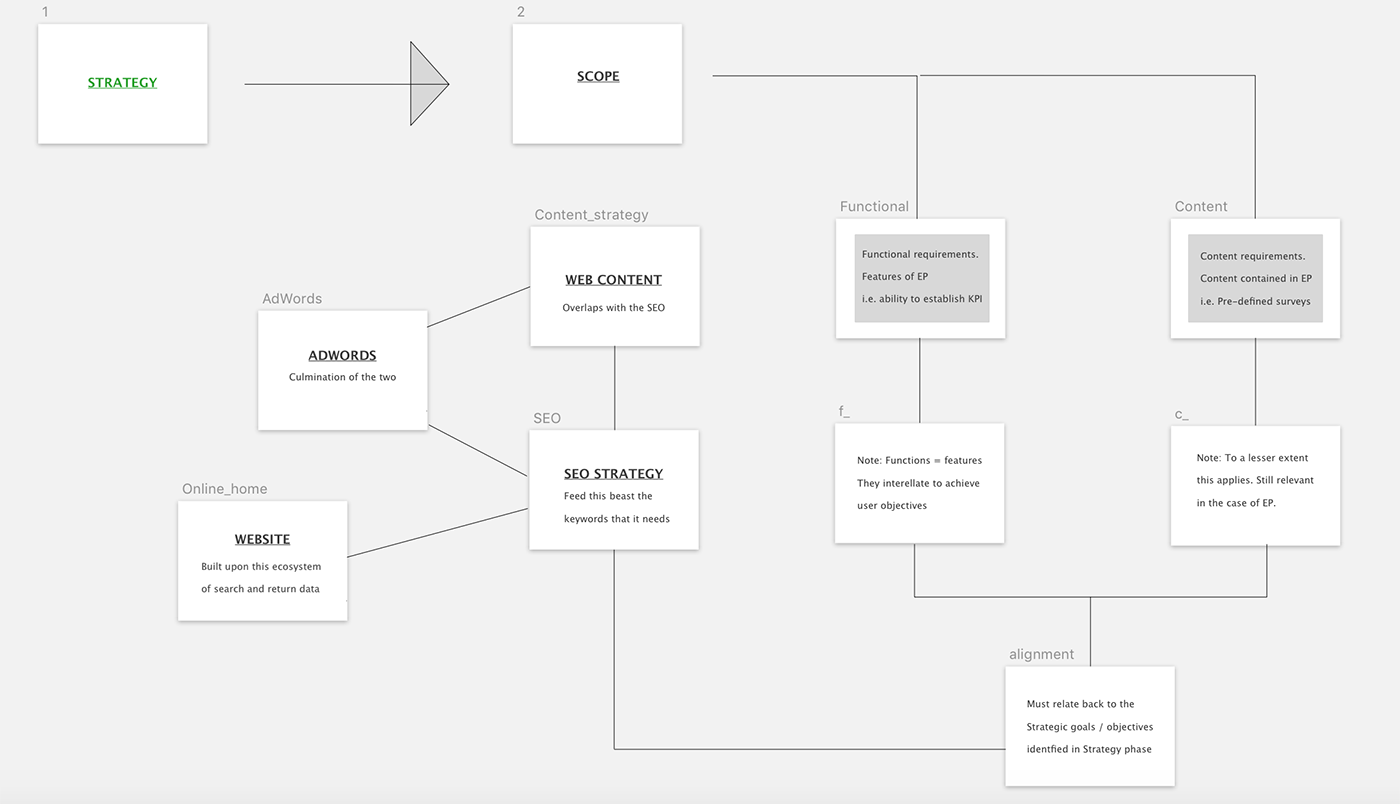 1
STRATEGY
2
SCOPE
Functional
Functional requirements.
Features of EP
i.e. ability to establish KPI
Content
Content requirements.
Content contained in EP
i.e. Pre-defined surveys
Content_strategy
WEB CONTENT
Overlaps with the SEO
AdWords
ADWORDS
Culmination of the two
SEO
SEO STRATEGY
Feed this beast the
keywords that it needs
f_
Note: Functions = features
They interellate to achieve
user objectives
c_
Note: To a lesser extent
this applies. Still relevant
in the case of EP.
Online_home
WEBSITE
Built upon this ecosystem
of search and return data
alignment
Must relate back to the
Strategic goals / objectives
identfied in Strategy phase